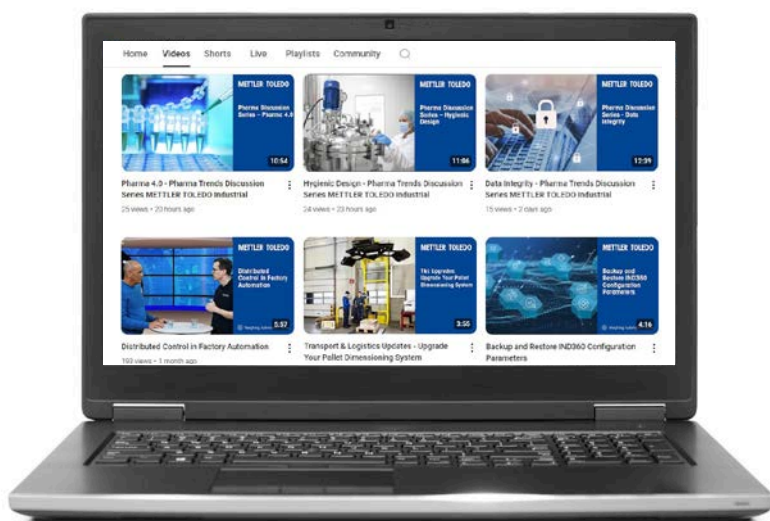 Home Videos Shorts Live Playlists Community
METTLER TOLEDO
Pharma Discussion
Series - Pharma 4.0
10:54
METTLER TOLEDO
Pharma Discussion
Series - Hygienic
Design
11:06
METTLER TOLEDO
Pharma Discussion
Series - Data
Integrity
12:39
Pharma 4.0 - Pharma Trends Discussion
Series METTLER TOLEDO Industrial
25 views • 20 hours ago
Hygienic Design - Pharma Trends Discussion
Series METTLER TOLEDO Industrial
24 views • 20 hours ago
Data Integrity - Pharma Trends Discussion
Series METTLER TOLEDO Industrial
15 views • 2 days ago
METTLER TOLEDO
Distributed
Control in Factory
Automation
5:57
METTLER TOLEDO
Upgrade Your Pallet
Dimensioning System
3:55
METTLER TOLEDO
Backup and
Restore IND360
Configuration
Parameters
4:16
Distributed Control in Factory Automation
193 views • 1 month ago
Transport & Logistics Updates - Upgrade
Your Pallet Dimensioning System
Backup and Restore IND360 Configuration
Parameters